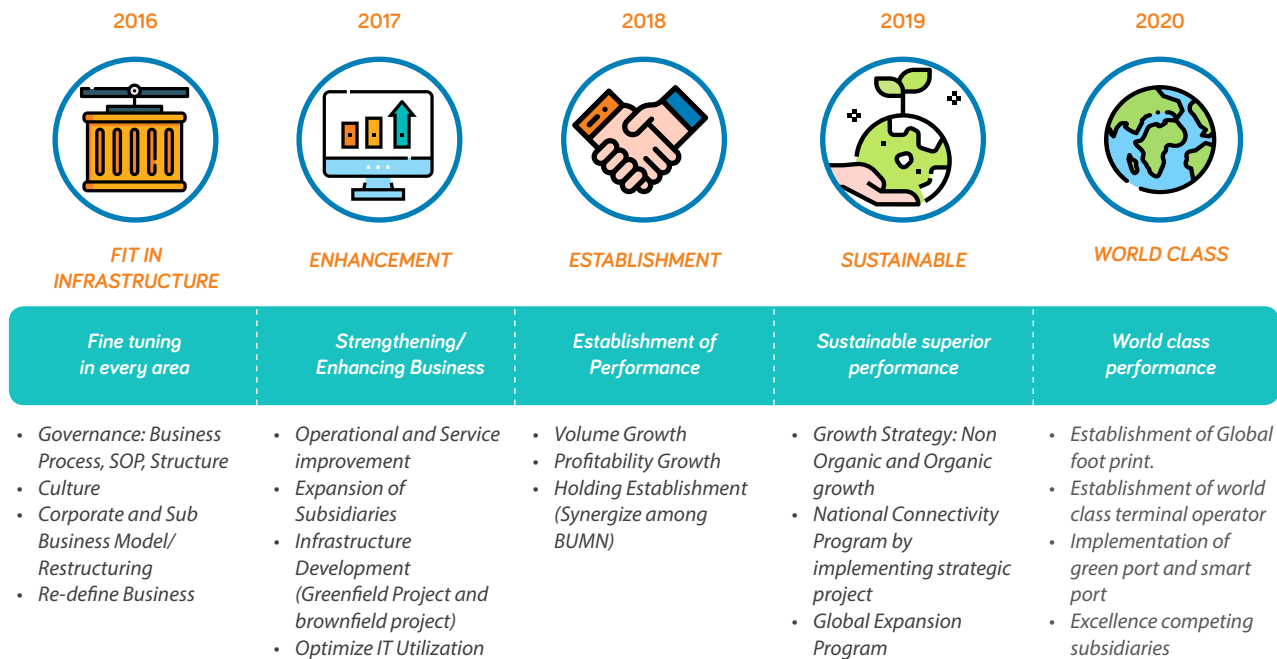 2016
2017
2018
2019
2020
FIT IN
INFRASTRUCTURE
ENHANCEMENT
ESTABLISHMENT
SUSTAINABLE
WORLD CLASS
Fine tuning
in every area
Strengthening/
Enhancing Business
Establishment of
Performance
Sustainable superior
performance
World class
performance
• Governance: Business
Process, SOP, Structure
• Culture
• Corporate and Sub
Business Model/
Restructuring
• Re-define Business
• Operational and Service
improvement
• Expansion of
Subsidiaries
• Infrastructure
Development
(Greenfield Project and
brownfield project)
• Optimize IT Utilization
• Volume Growth
• Profitability Growth
• Holding Establishment
(Synergize among
BUMN)
• Growth Strategy: Non
Organic and Organic
growth
• National Connectivity
Program by
implementing strategic
project
• Global Expansion
Program
• Establishment of Global
foot print.
• Establishment of world
class terminal operator
• Implementation of
green port and smart
port
• Excellence competing
subsidiaries